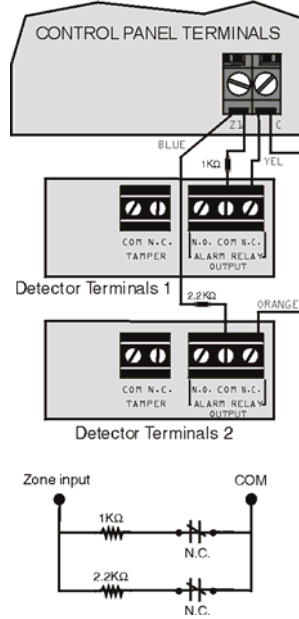 CONTROL PANEL TERMINALS
Z1 C
BLUE
1KΩ
YEL
COM N.C.
TAMPER
N.O. COM N.C.
ALARM RELAY
OUTPUT
Detector Terminals 1
2.2KΩ
ORANGE
COM N.C.
TAMPER
N.O. COM N.C.
ALARM RELAY
OUTPUT
Detector Terminals 2
Zone input COM
1KΩ
N.C.
2.2KΩ
N.C.